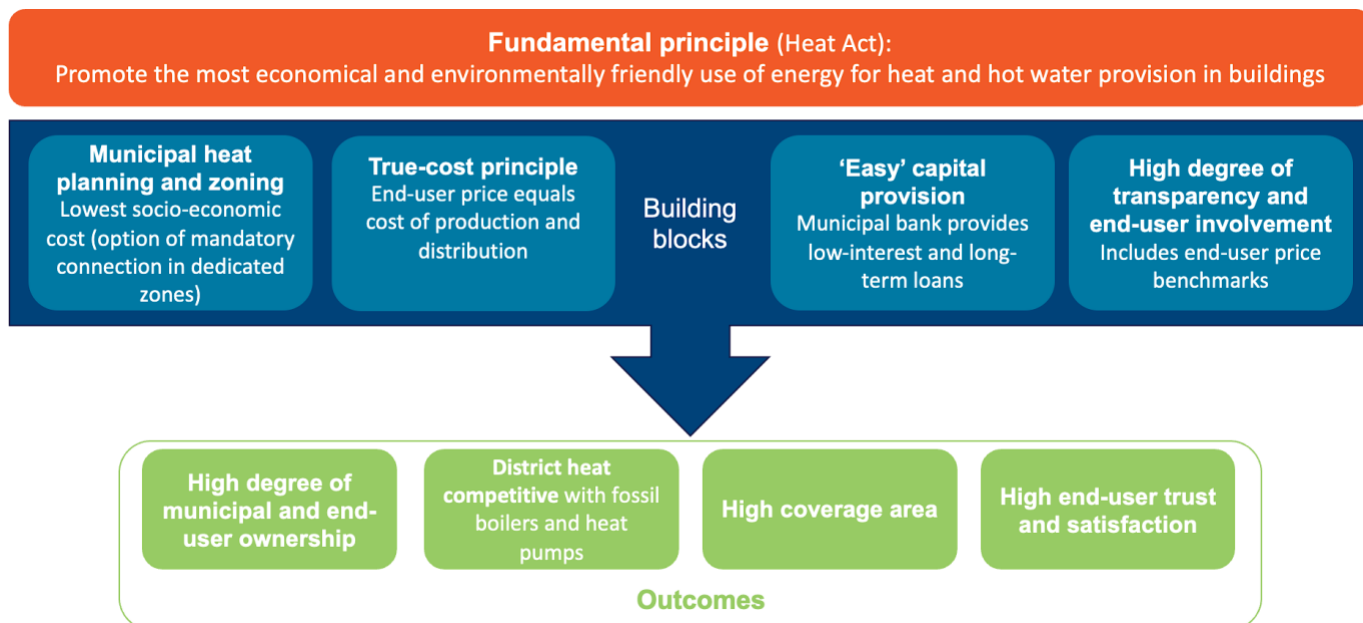 Fundamental principle (Heat Act):
Promote the most economical and environmentally friendly use of energy for heat and hot water provision in buildings
Municipal heat
planning and zoning
Lowest socio-economic
cost (option of mandatory
connection in dedicated
zones)
True-cost principle
End-user price equals
cost of production and
distribution
Building
blocks
‘Easy’ capital
provision
Municipal bank provides
low-interest and long-
term loans
High degree of
transparency and
end-user involvement
Includes end-user price
benchmarks
High degree of
municipal and end-
user ownership
District heat
competitive with fossil
boilers and heat
pumps
High coverage area
High end-user trust
and satisfaction
Outcomes